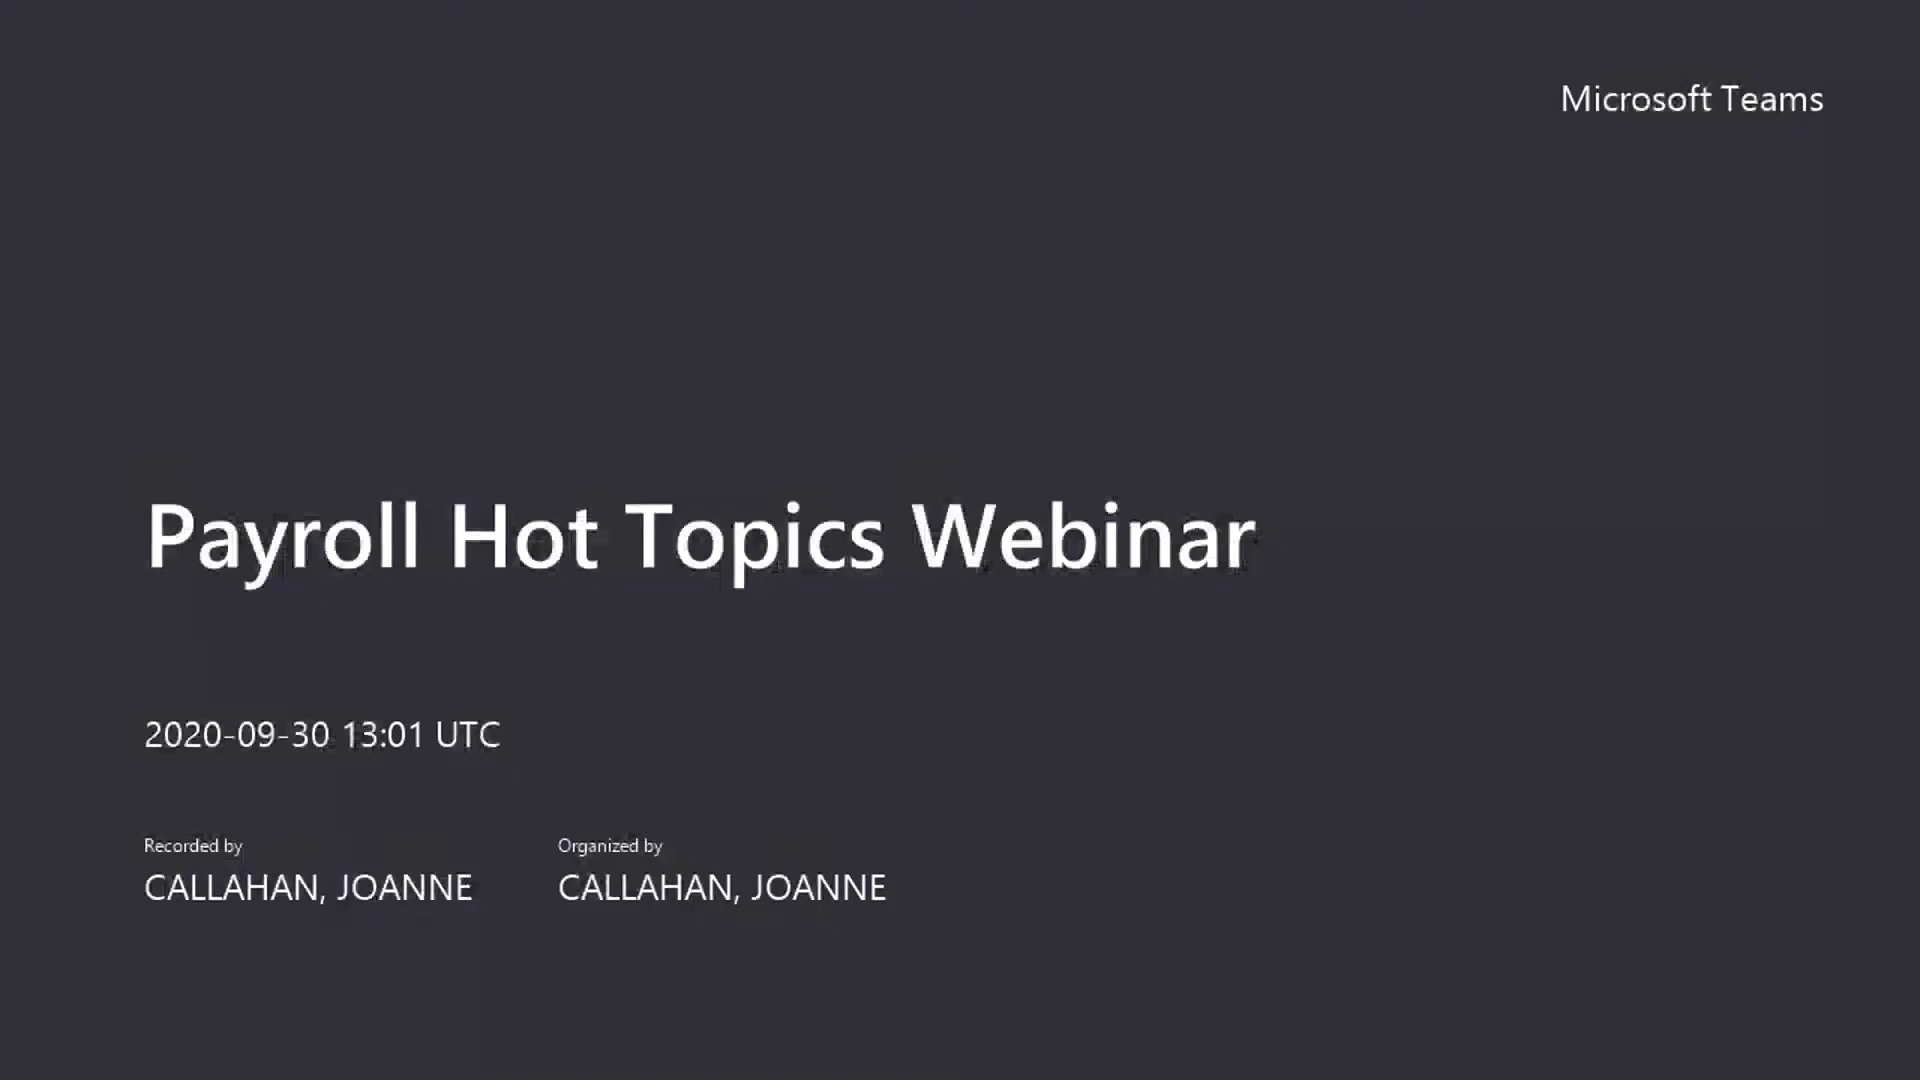 Microsoft Teams
Payroll Hot Topics Webinar
2020-09-30 13:01 UTC
Recorded by
CALLAHAN, JOANNE
Organized by
CALLAHAN, JOANNE